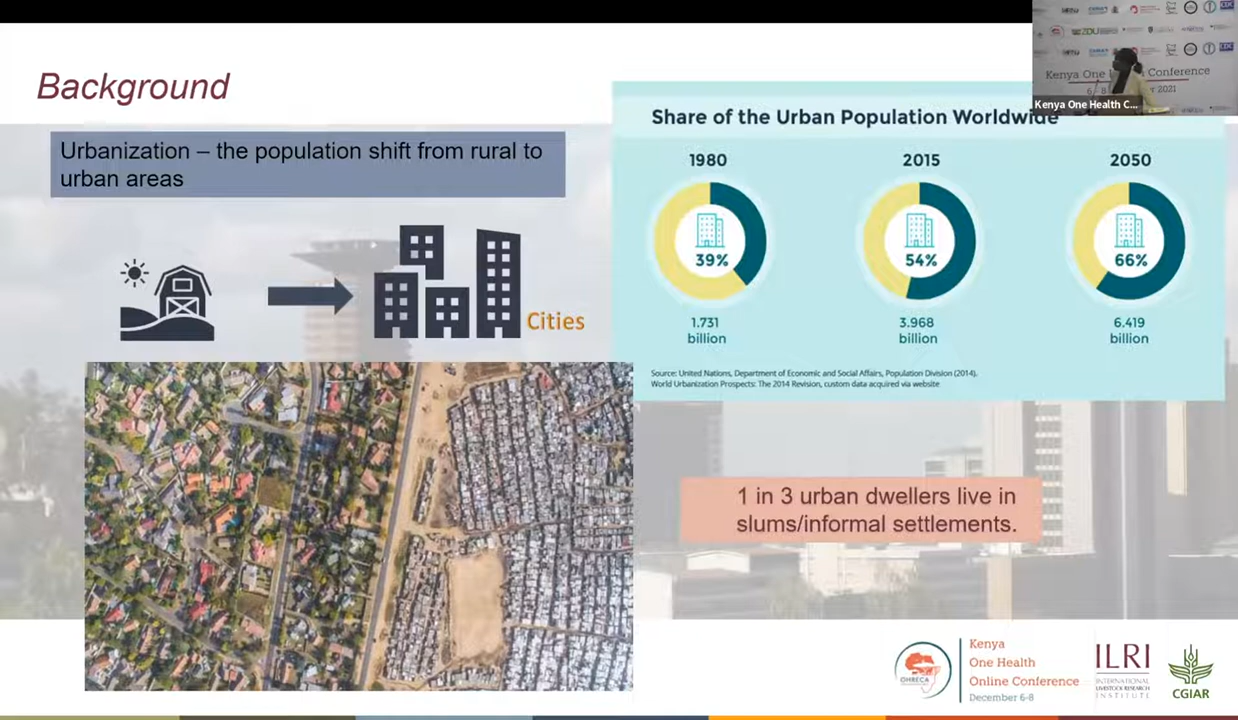 Background
Urbanization – the population shift from rural to
urban areas
Cities
Share of the Urban Population Worldwide
1980
2015
2050
39%
54%
66%
1.731
billion
3.968
billion
6.419
billion
Source: United Nations, Department of Economic and Social Affairs, Population Division (2014).
World Urbanization Prospects: The 2014 Revision, custom data acquired via website
1 in 3 urban dwellers live in
slums/informal settlements.
Kenya One Health C...
OHRECA
Kenya
One Health
Online Conference
December 6-8
ILRI
INTERNATIONAL
LIVESTOCK RESEARCH
INSTITUTE
CGIAR